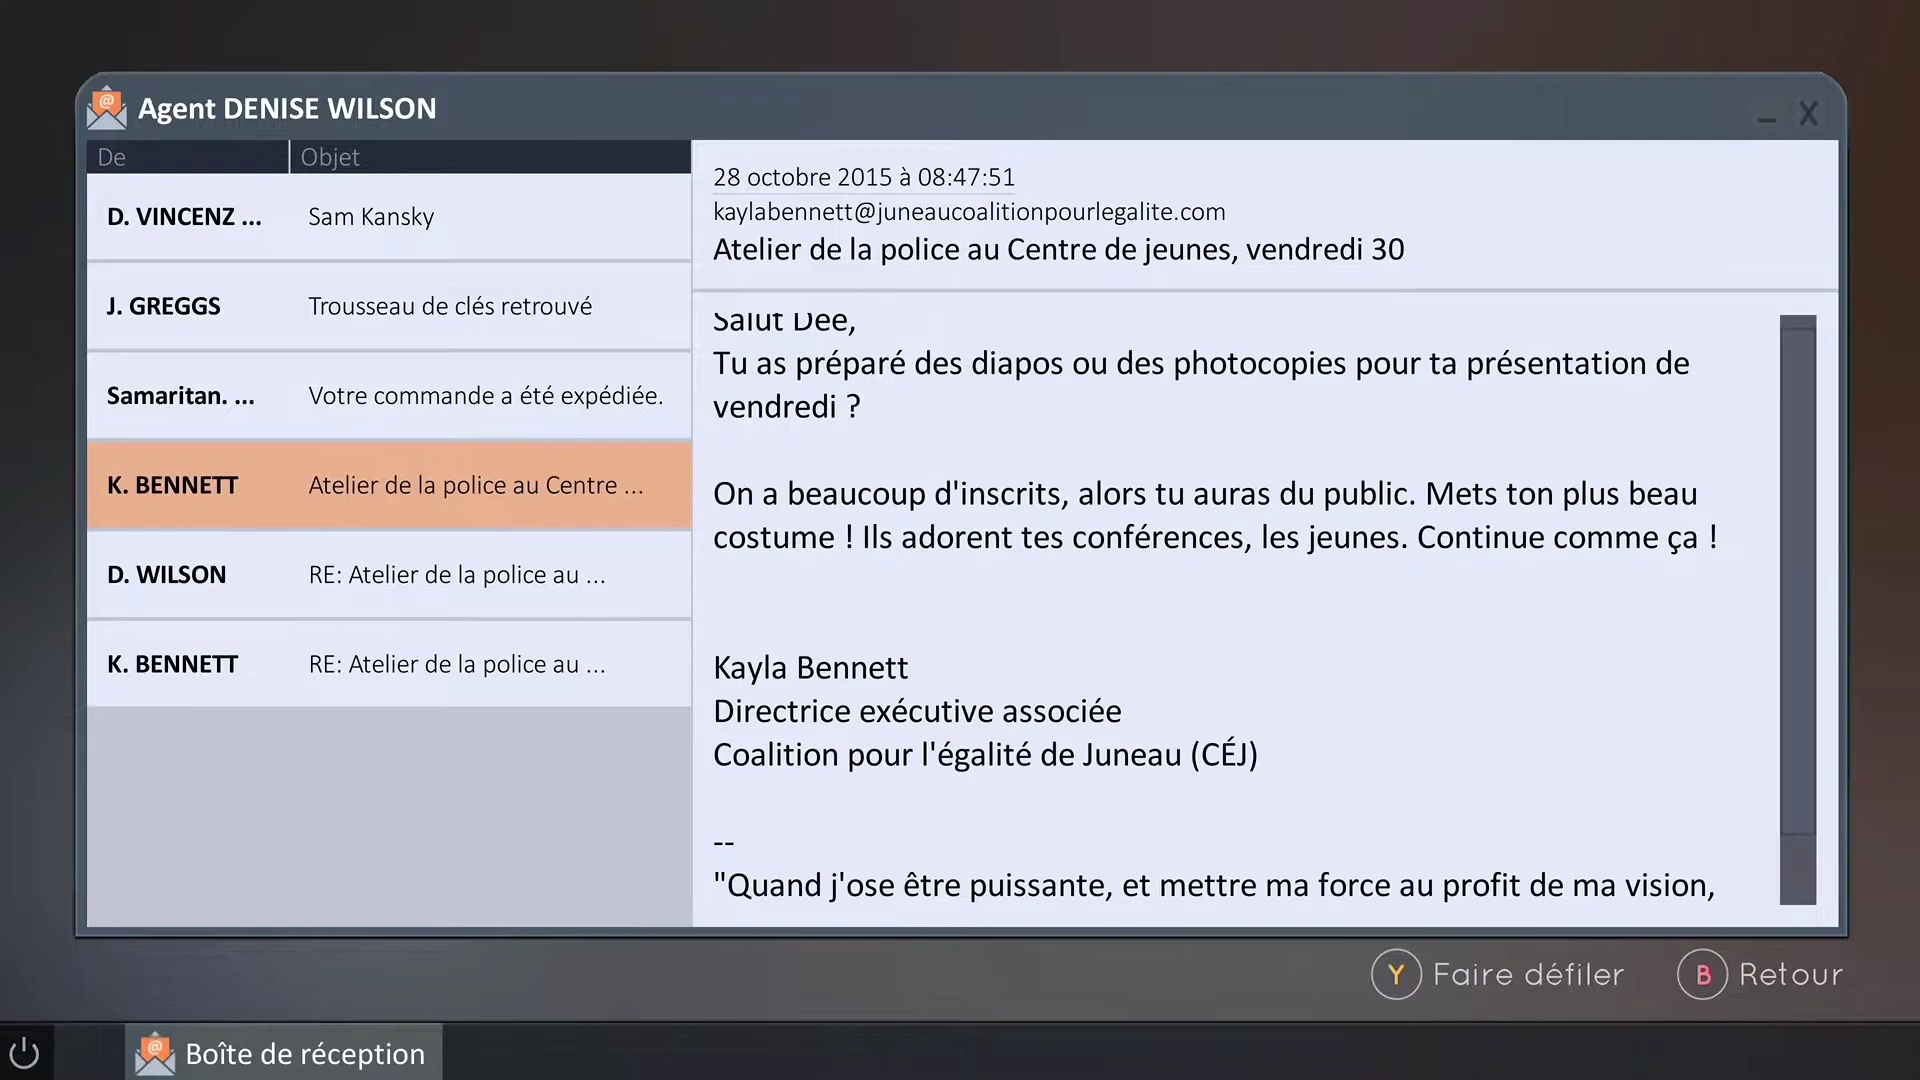 Agent DENISE WILSON
De Objet
D. VINCENZ ... Sam Kansky
J. GREGGS Trousseau de clés retrouvé
Samaritan. ... Votre commande a été expédiée.
K. BENNETT Atelier de la police au Centre ...
D. WILSON RE: Atelier de la police au ...
K. BENNETT RE: Atelier de la police au ...
28 octobre 2015 à 08:47:51
kaylabennett@juneaucoalitionpourlegalite.com
Atelier de la police au Centre de jeunes, vendredi 30
Salut Dee,
Tu as préparé des diapos ou des photocopies pour ta présentation de
vendredi ?
On a beaucoup d'inscrits, alors tu auras du public. Mets ton plus beau
costume ! Ils adorent tes conférences, les jeunes. Continue comme ça !
Kayla Bennett
Directrice exécutive associée
Coalition pour l'égalité de Juneau (CÉJ)
--
"Quand j'ose être puissante, et mettre ma force au profit de ma vision,
Y Faire défiler B Retour
Boîte de réception